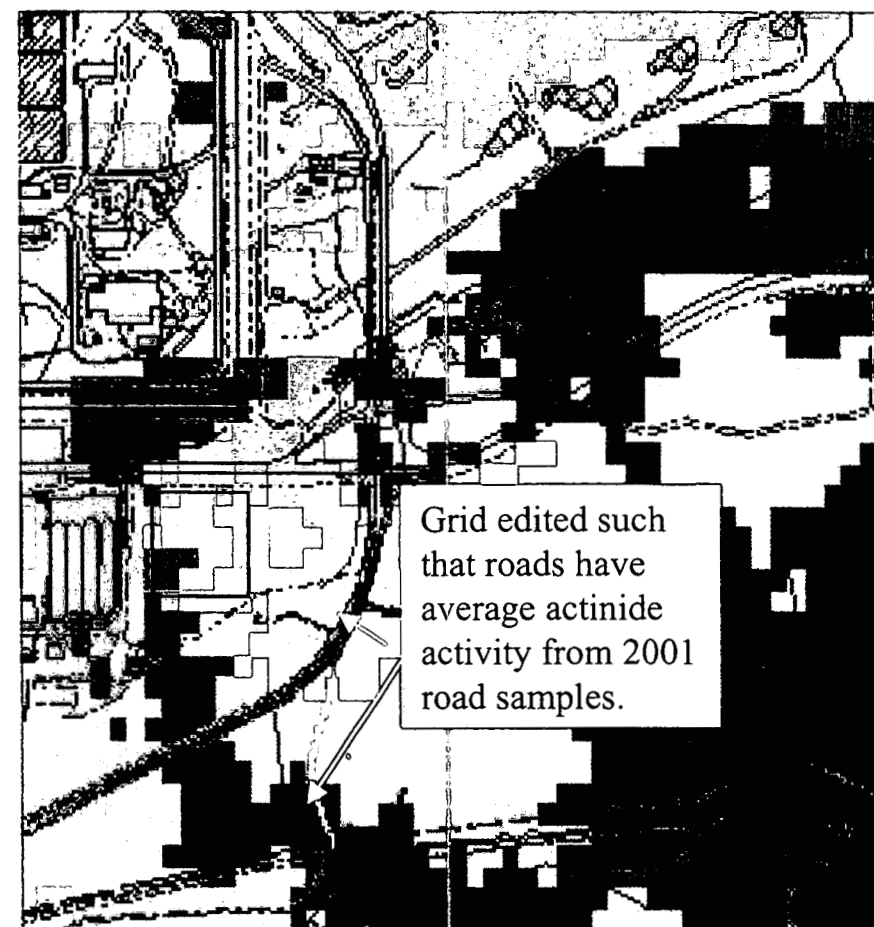 Grid edited such
that roads have
average actinide
activity from 2001
road samples.